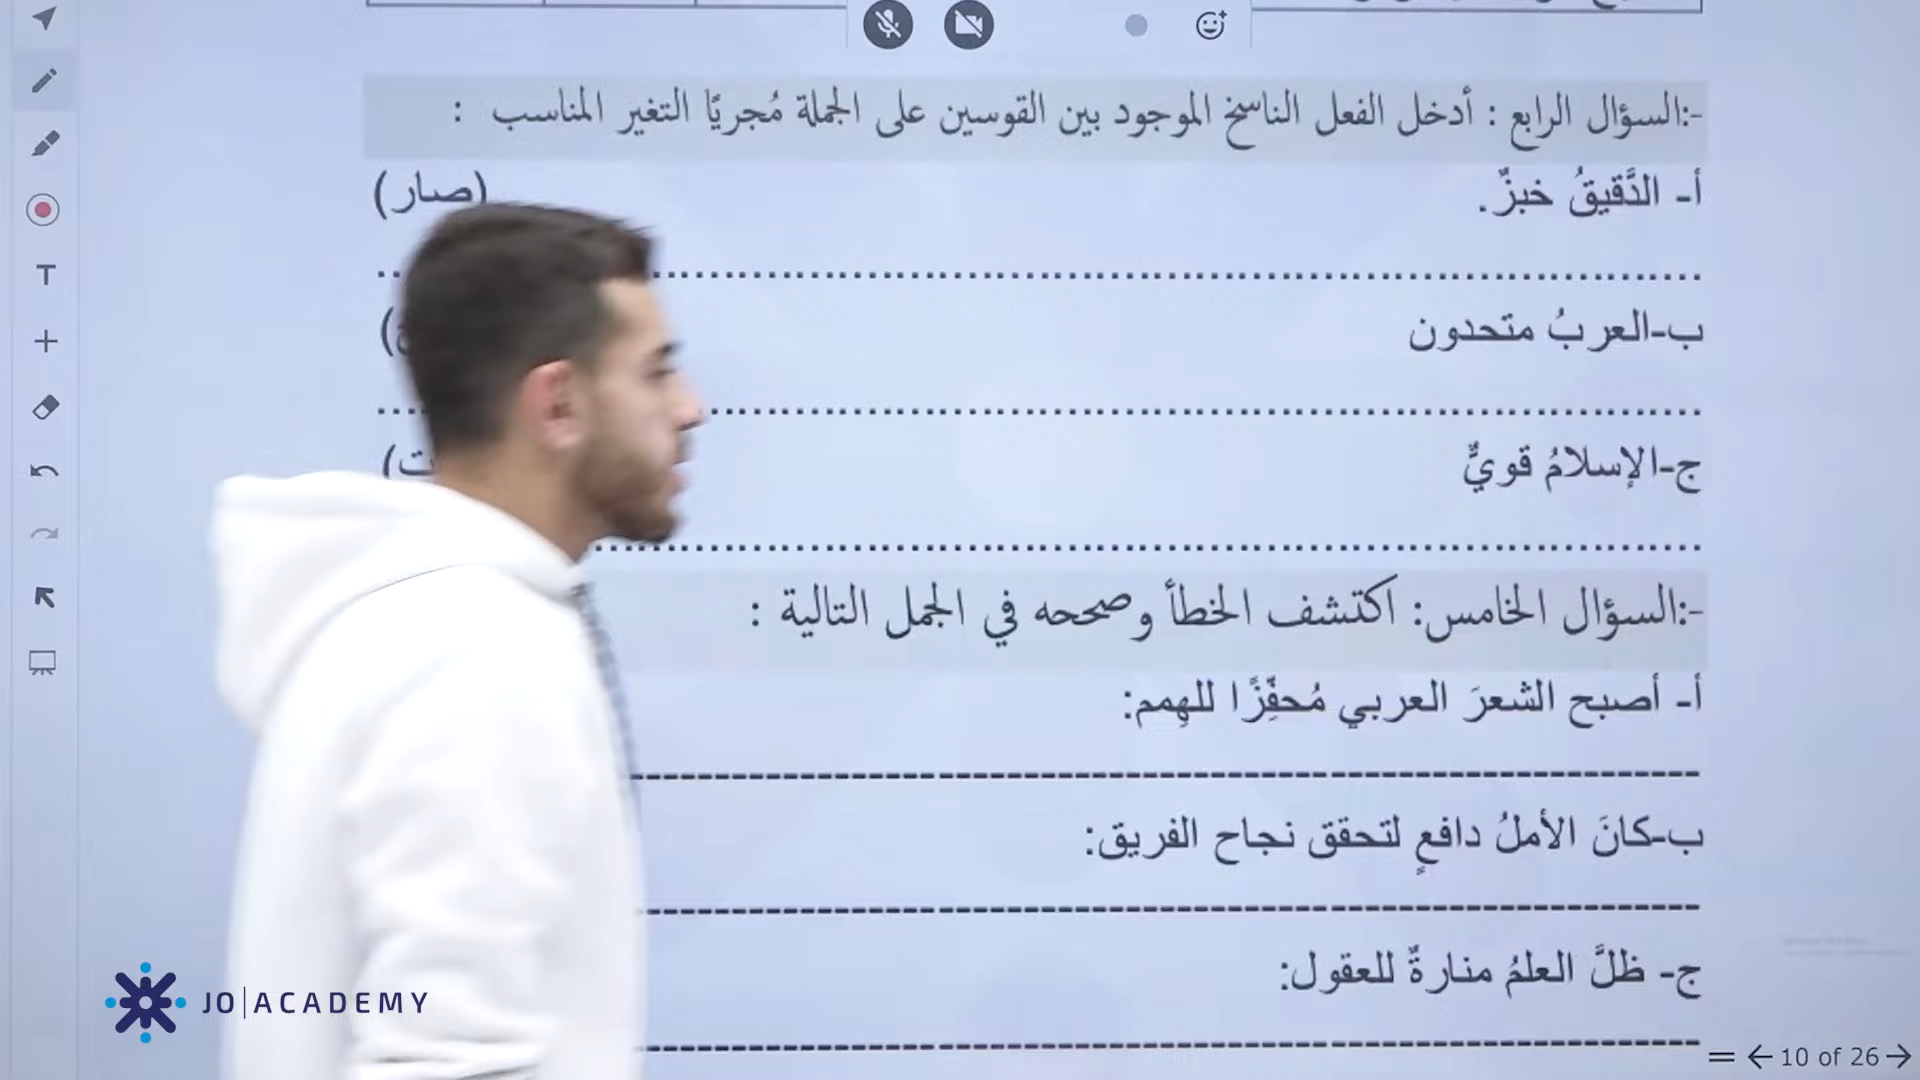 -:السؤال الرابع : أدخل الفعل الناسخ الموجود بين القوسين على الجملة مُجريًا التغير المناسب :
أ- الدَّقيقُ خبزٌ. (صار)
ب-العربُ متحدون
ج-الإسلامُ قويٌّ
-:السؤال الخامس: اكتشف الخطأ وصححه في الجمل التالية :
أ- أصبح الشعرَ العربي مُحفِّزًا للهِمم:
ب-كانَ الأملُ دافعٍ لتحقق نجاح الفريق:
ج- ظلَّ العلمُ منارةٌ للعقول:
JO|ACADEMY
10 of 26